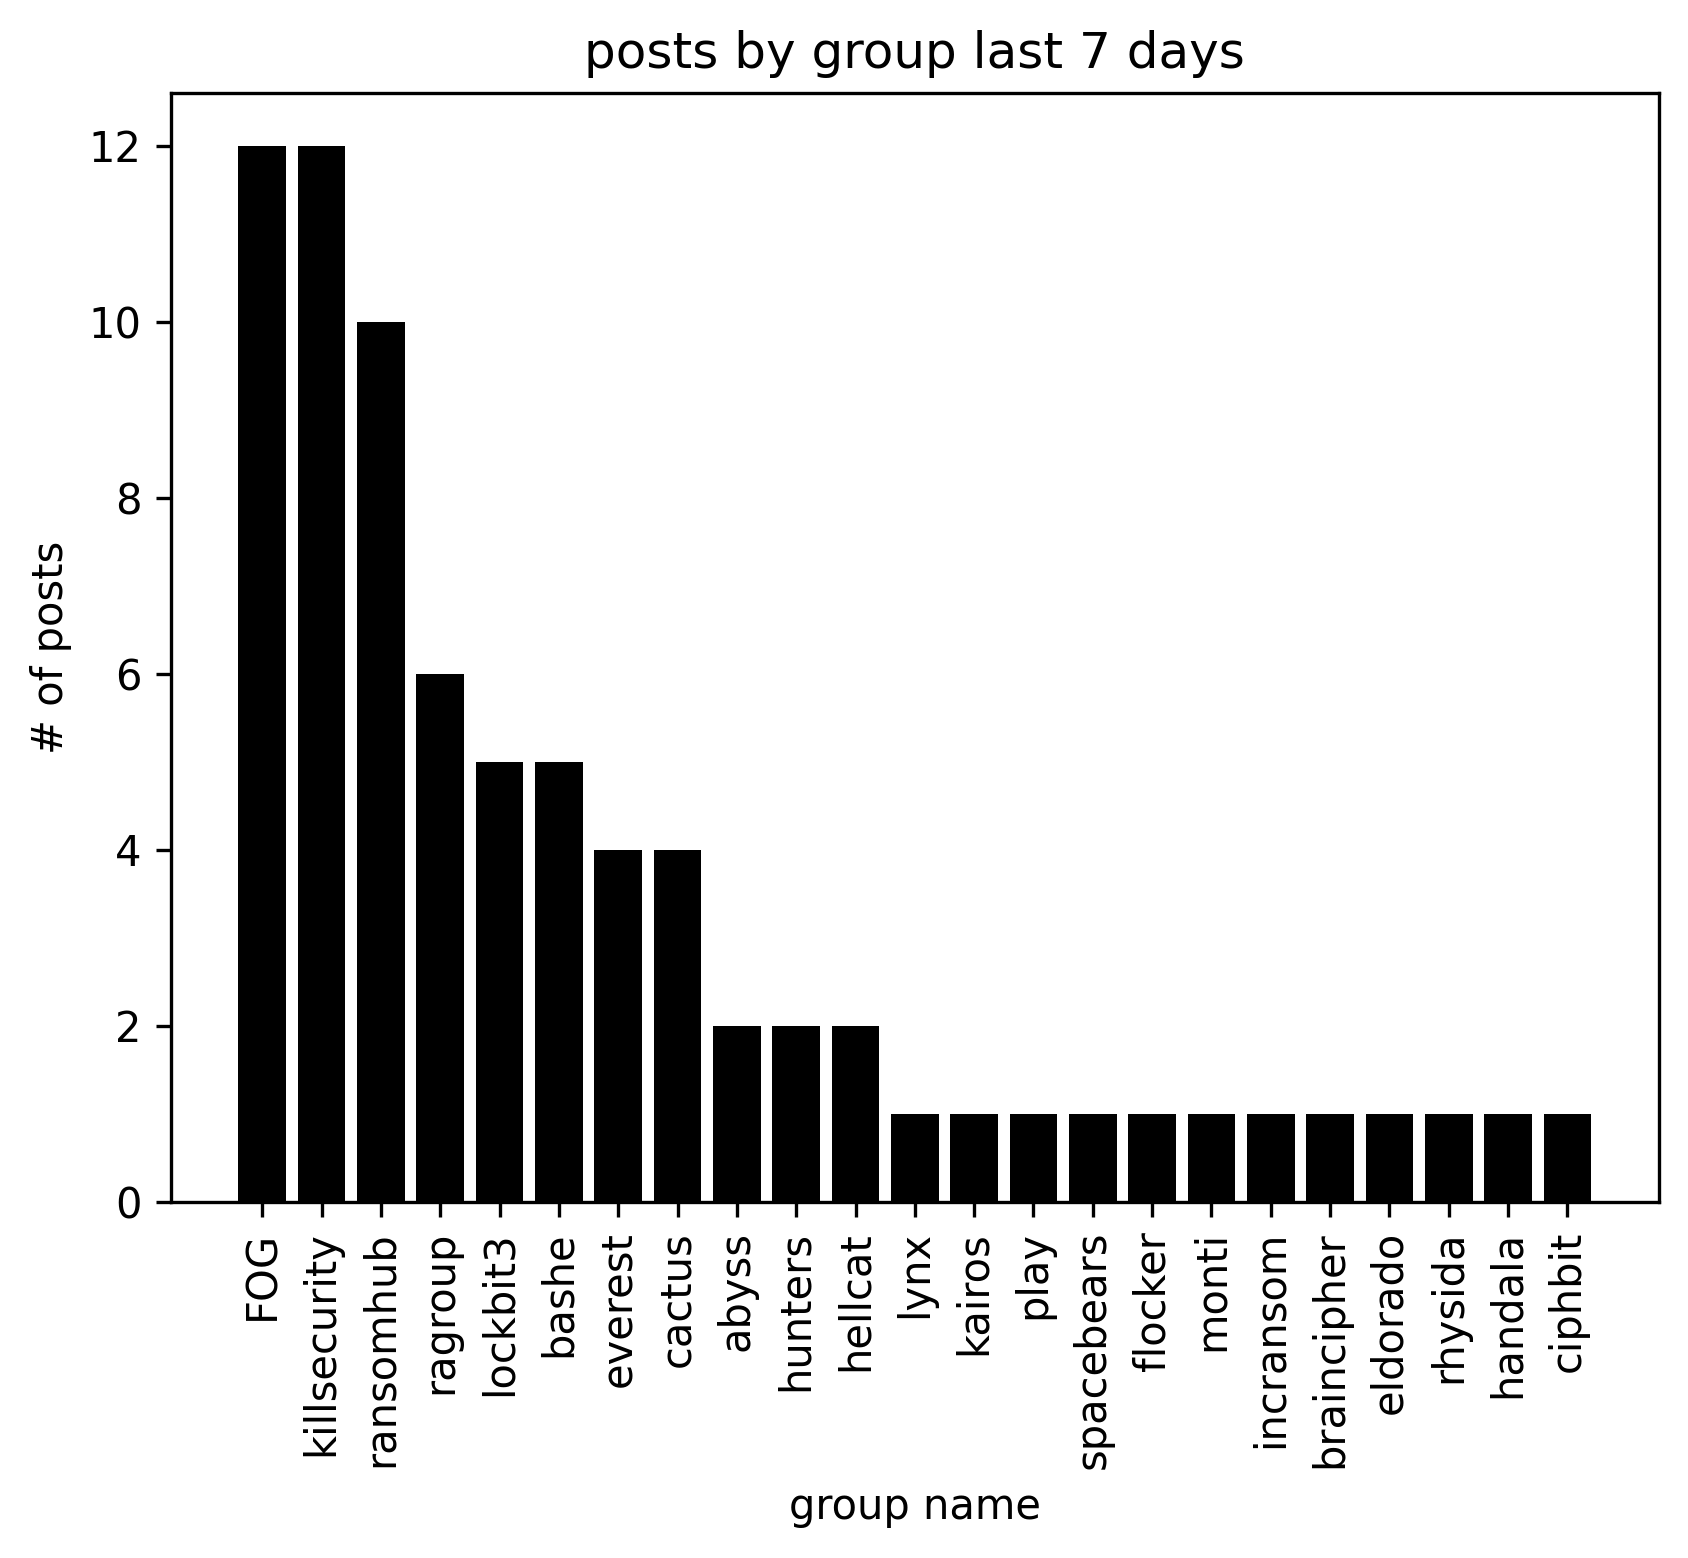 posts by group last 7 days
12
10
8
6
4
2
0
# of posts
FOG
killsecurity
ransomhub
ragroup
lockbit3
bashe
everest
cactus
abyss
hunters
hellcat
lynx
kairos
play
spacebears
flocker
monti
incransom
braincipher
eldorado
rhysida
handala
ciphbit
group name